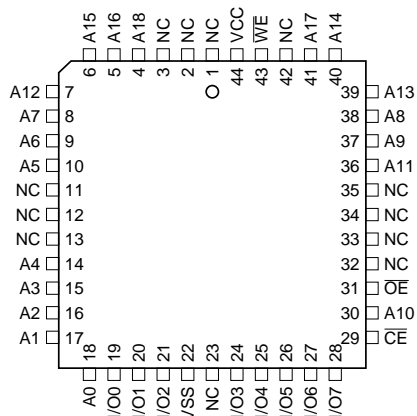 A15 A16 A18 NC NC NC VCC WE NC A17 A14
6 5 4 3 2 1 44 43 42 41 40
A12 7 39 A13
A7 8 38 A8
A6 9 37 A9
A5 10 36 A11
NC 11 35 NC
NC 12 34 NC
NC 13 33 NC
A4 14 32 NC
A3 15 31 OE
A2 16 30 A10
A1 17 29 CE
18 19 20 21 22 23 24 25 26 27 28
A0 I/O0 I/O1 I/O2 VSS NC I/O3 I/O4 I/O5 I/O6 I/O7